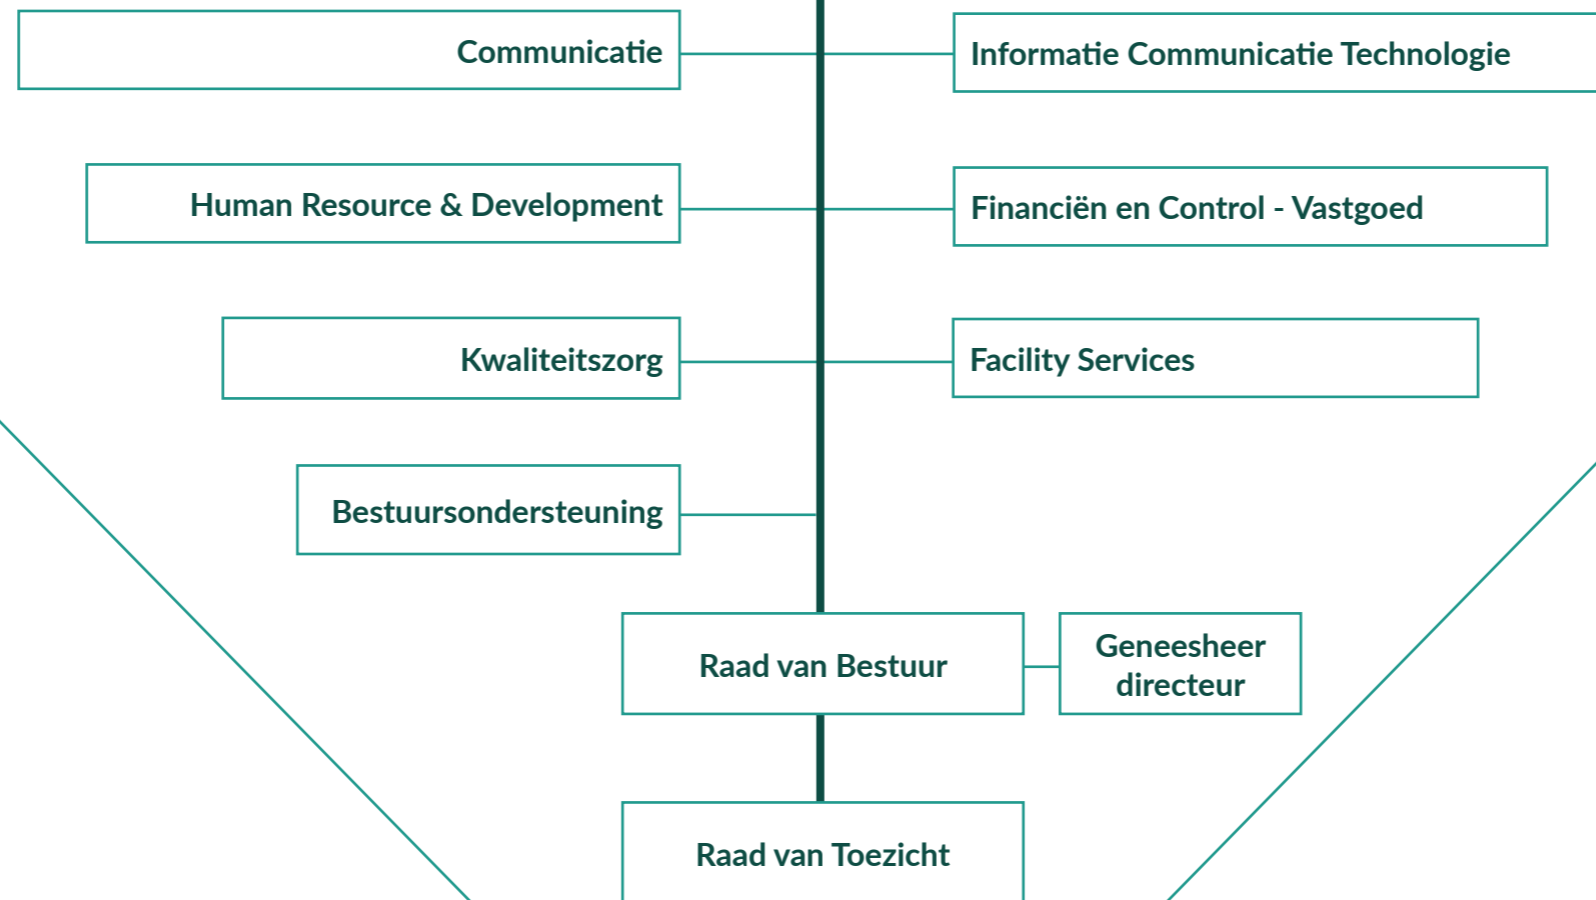 Communicatie
Informatie Communicatie Technologie
Human Resource & Development
Financiën en Control - Vastgoed
Kwaliteitszorg
Facility Services
Bestuursondersteuning
Raad van Bestuur
Geneesheer
directeur
Raad van Toezicht